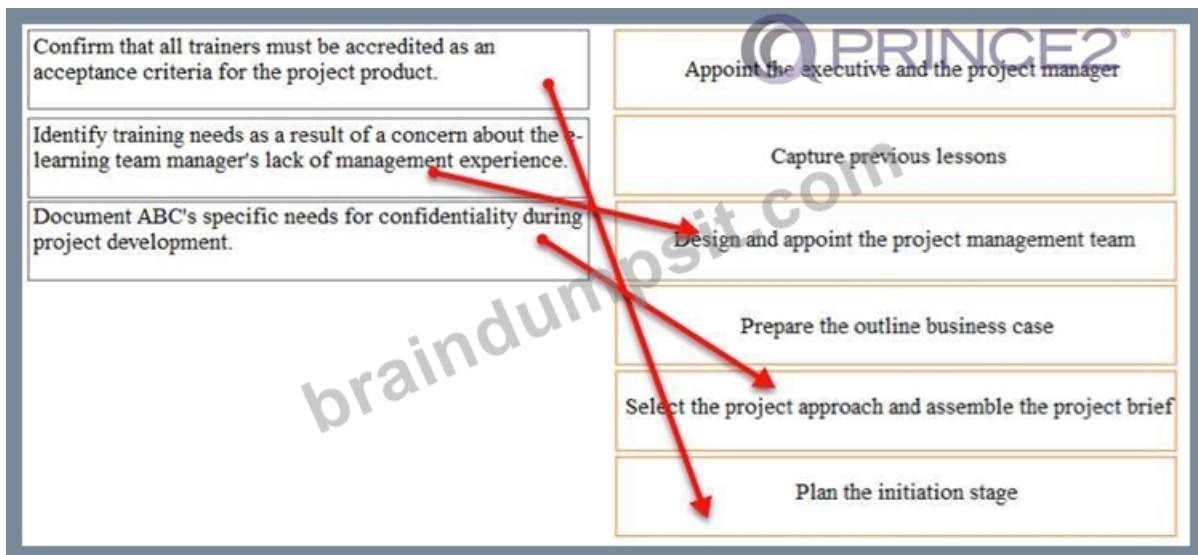 PRINCE2®
Confirm that all trainers must be accredited as an
acceptance criteria for the project product.
Identify training needs as a result of a concern about the e-
learning team manager's lack of management experience.
Document ABC's specific needs for confidentiality during
project development.
Appoint the executive and the project manager
Capture previous lessons
Design and appoint the project management team
Prepare the outline business case
Select the project approach and assemble the project brief
Plan the initiation stage
braindumpsit.com